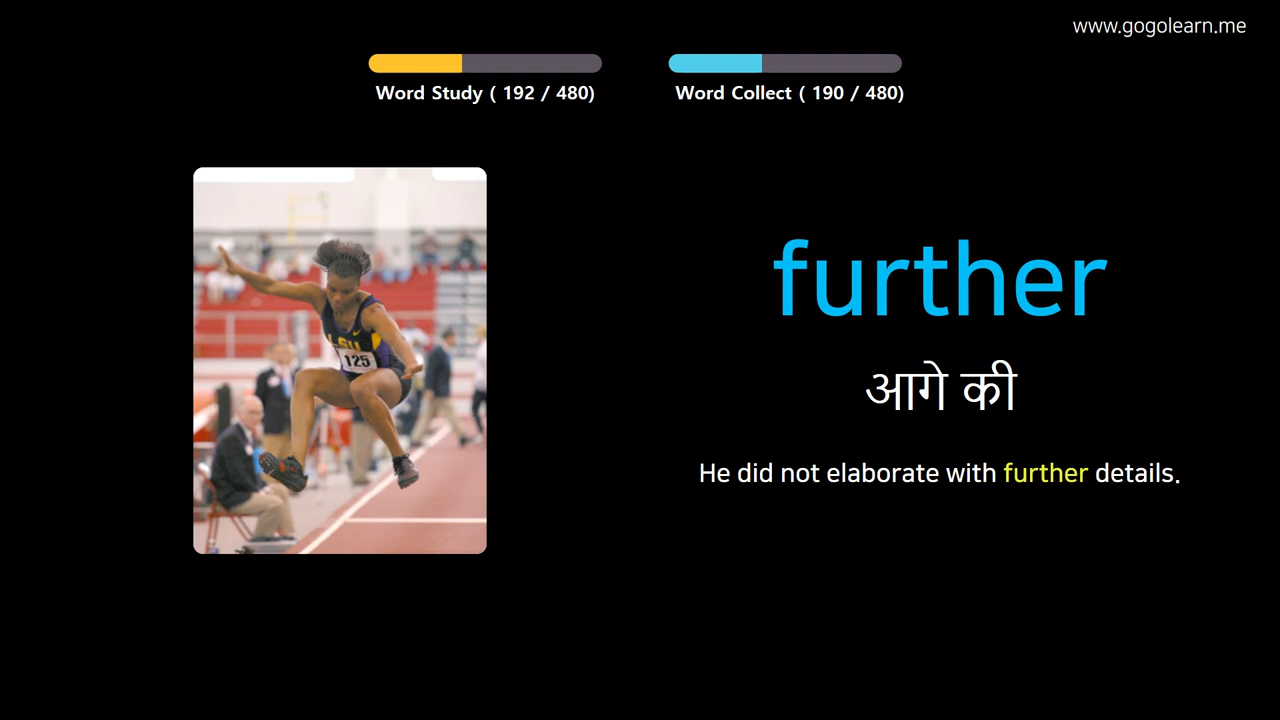 www.gogolearn.me
Word Study ( 192 / 480)
Word Collect ( 190 / 480)
LSU
125
further
आगे की
He did not elaborate with further details.